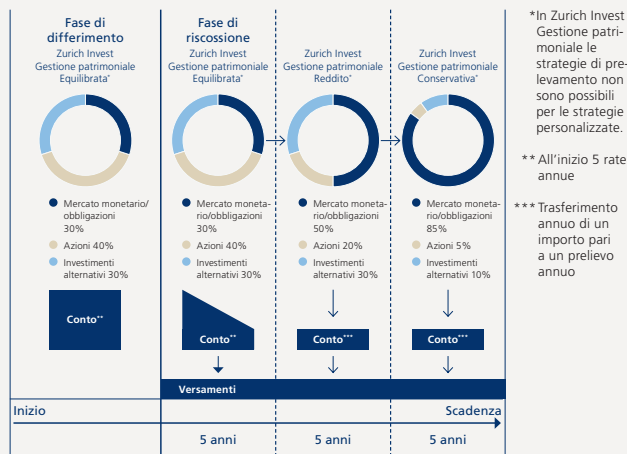 Fase di
differimento
Zurich Invest
Gestione patrimoniale
Equilibrata*
Mercato monetario/
obbligazioni
30%
Azioni 40%
Investimenti
alternativi 30%
Conto**
Fase di
riscossione
Zurich Invest
Gestione patrimoniale
Equilibrata*
Mercato moneta-
rio/obbligazioni
30%
Azioni 40%
Investimenti
alternativi 30%
Conto**
Zurich Invest
Gestione patrimoniale
Reddito*
Mercato moneta-
rio/obbligazioni
50%
Azioni 20%
Investimenti
alternativi 30%
Conto***
Zurich Invest
Gestione patrimoniale
Conservativa*
Mercato moneta-
rio/obbligazioni
85%
Azioni 5%
Investimenti
alternativi 10%
Conto***
Versamenti
Inizio
Scadenza
5 anni
5 anni
5 anni
*In Zurich Invest
Gestione patri-
moniale le
strategie di pre-
levamento non
sono possibili
per le strategie
personalizzate.
** All'inizio 5 rate
annue
*** Trasferimento
annuo di un
importo pari
a un prelievo
annuo